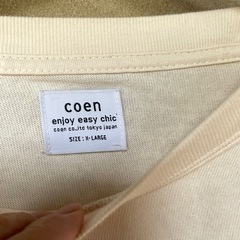 coen
enjoy easy chic
coen co.,ltd tokyo japan
SIZE : X-LARGE